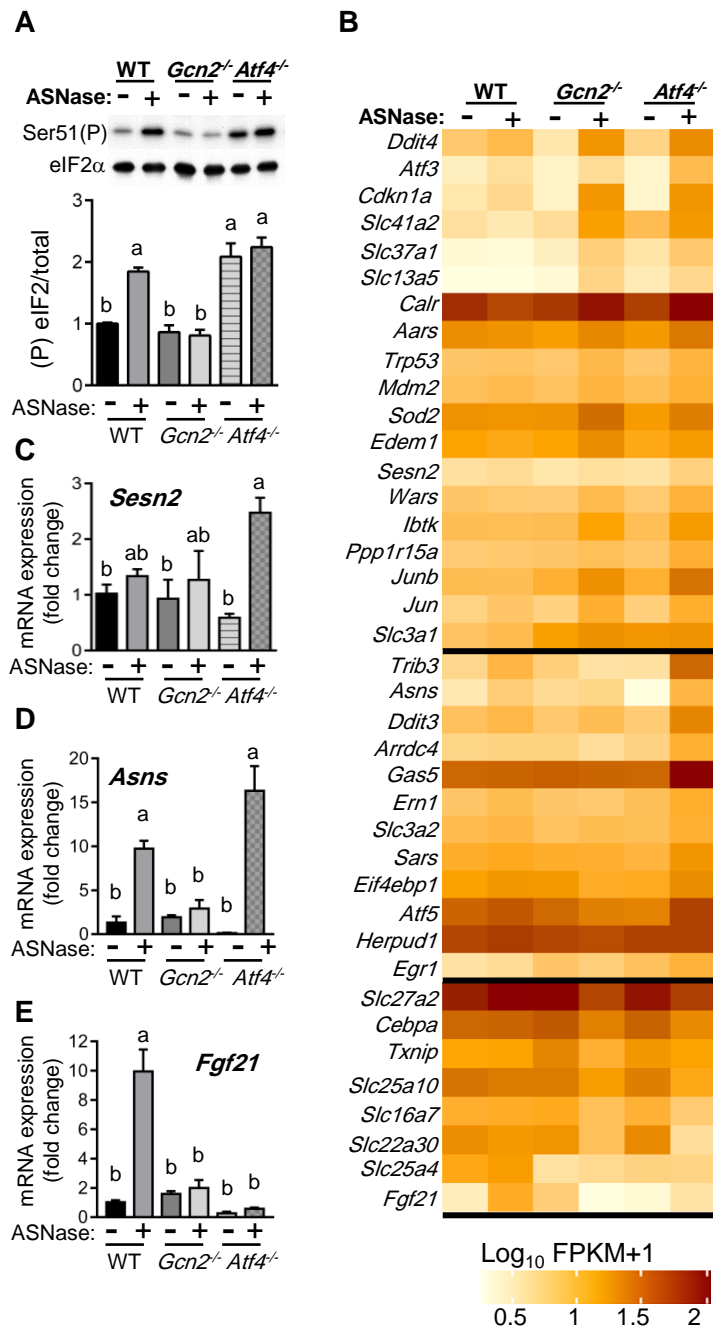 A
WT Gcn2-/- Atf4-/-
ASNase: - + - + - +
Ser51(P)
eIF2α
(P) eIF2/total
3
2
1
0
b a b b a a
ASNase: - + - + - +
WT Gcn2-/- Atf4-/-
C
Sesn2
mRNA expression
(fold change)
3
2
1
0
b ab b ab b a
ASNase: - + - + - +
WT Gcn2-/- Atf4-/-
D
Asns
mRNA expression
(fold change)
20
15
10
5
0
b a b b b a
ASNase: - + - + - +
WT Gcn2-/- Atf4-/-
E
Fgf21
mRNA expression
(fold change)
12
10
8
6
4
2
0
b a b b b b
ASNase: - + - + - +
WT Gcn2-/- Atf4-/-
B
WT Gcn2-/- Atf4-/-
ASNase: - + - + - +
Ddit4
Atf3
Cdkn1a
Slc41a2
Slc37a1
Slc13a5
Calr
Aars
Trp53
Mdm2
Sod2
Edem1
Sesn2
Wars
Ibtk
Ppp1r15a
Junb
Jun
Slc3a1
Trib3
Asns
Ddit3
Arrdc4
Gas5
Ern1
Slc3a2
Sars
Eif4ebp1
Atf5
Herpud1
Egr1
Slc27a2
Cebpa
Txnip
Slc25a10
Slc16a7
Slc22a30
Slc25a4
Fgf21
Log10 FPKM+1
0.5 1 1.5 2